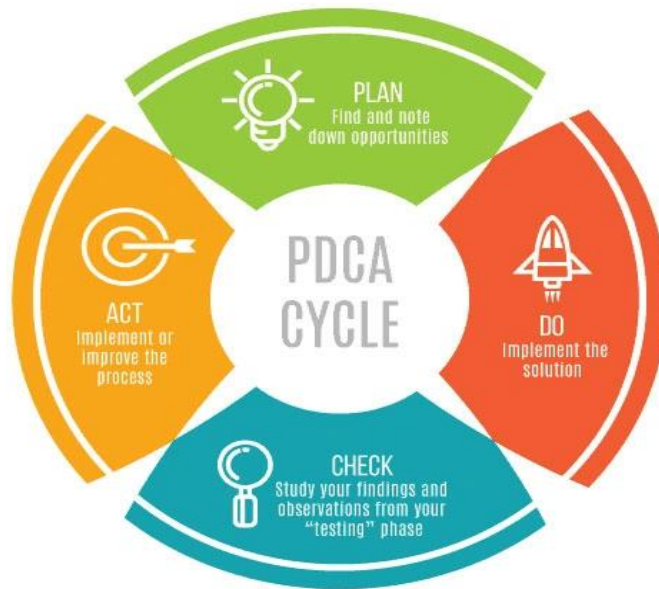 PLAN
Find and note
down opportunities
PDCA
CYCLE
DO
Implement the
solution
CHECK
Study your findings and
observations from your
“testing” phase
ACT
Implement or
improve the
process